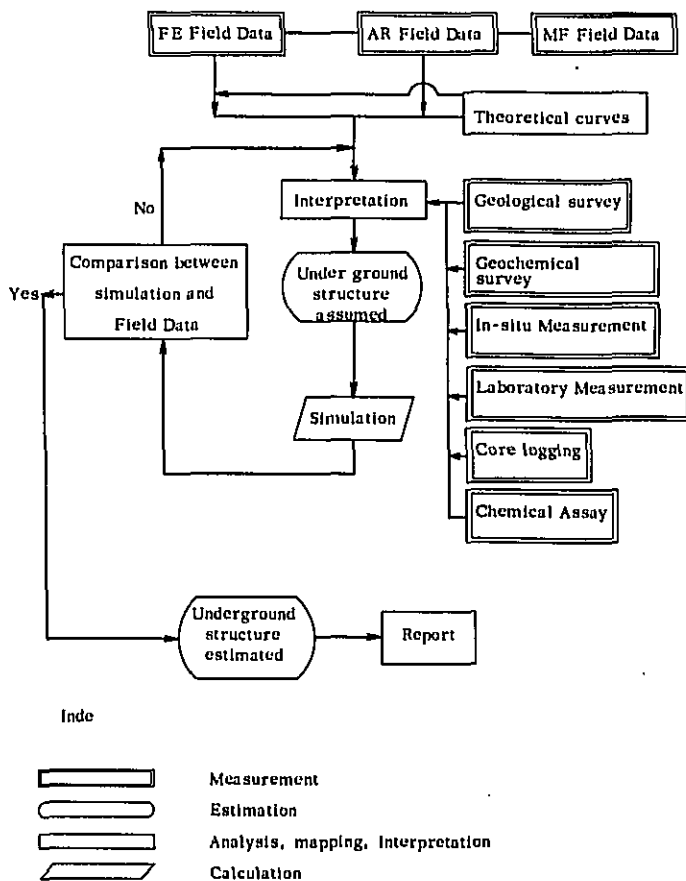 FE Field Data
AR Field Data
MF Field Data
Theoretical curves
No
Interpretation
Geological survey
Yes
Comparison between
simulation and
Field Data
Under ground
structure
assumed
Geochemical
survey
In-situ Measurement
Simulation
Laboratory Measurement
Core logging
Chemical Assay
Underground
structure
estimated
Report
Inde
Measurement
Estimation
Analysis, mapping, Interpretation
Calculation